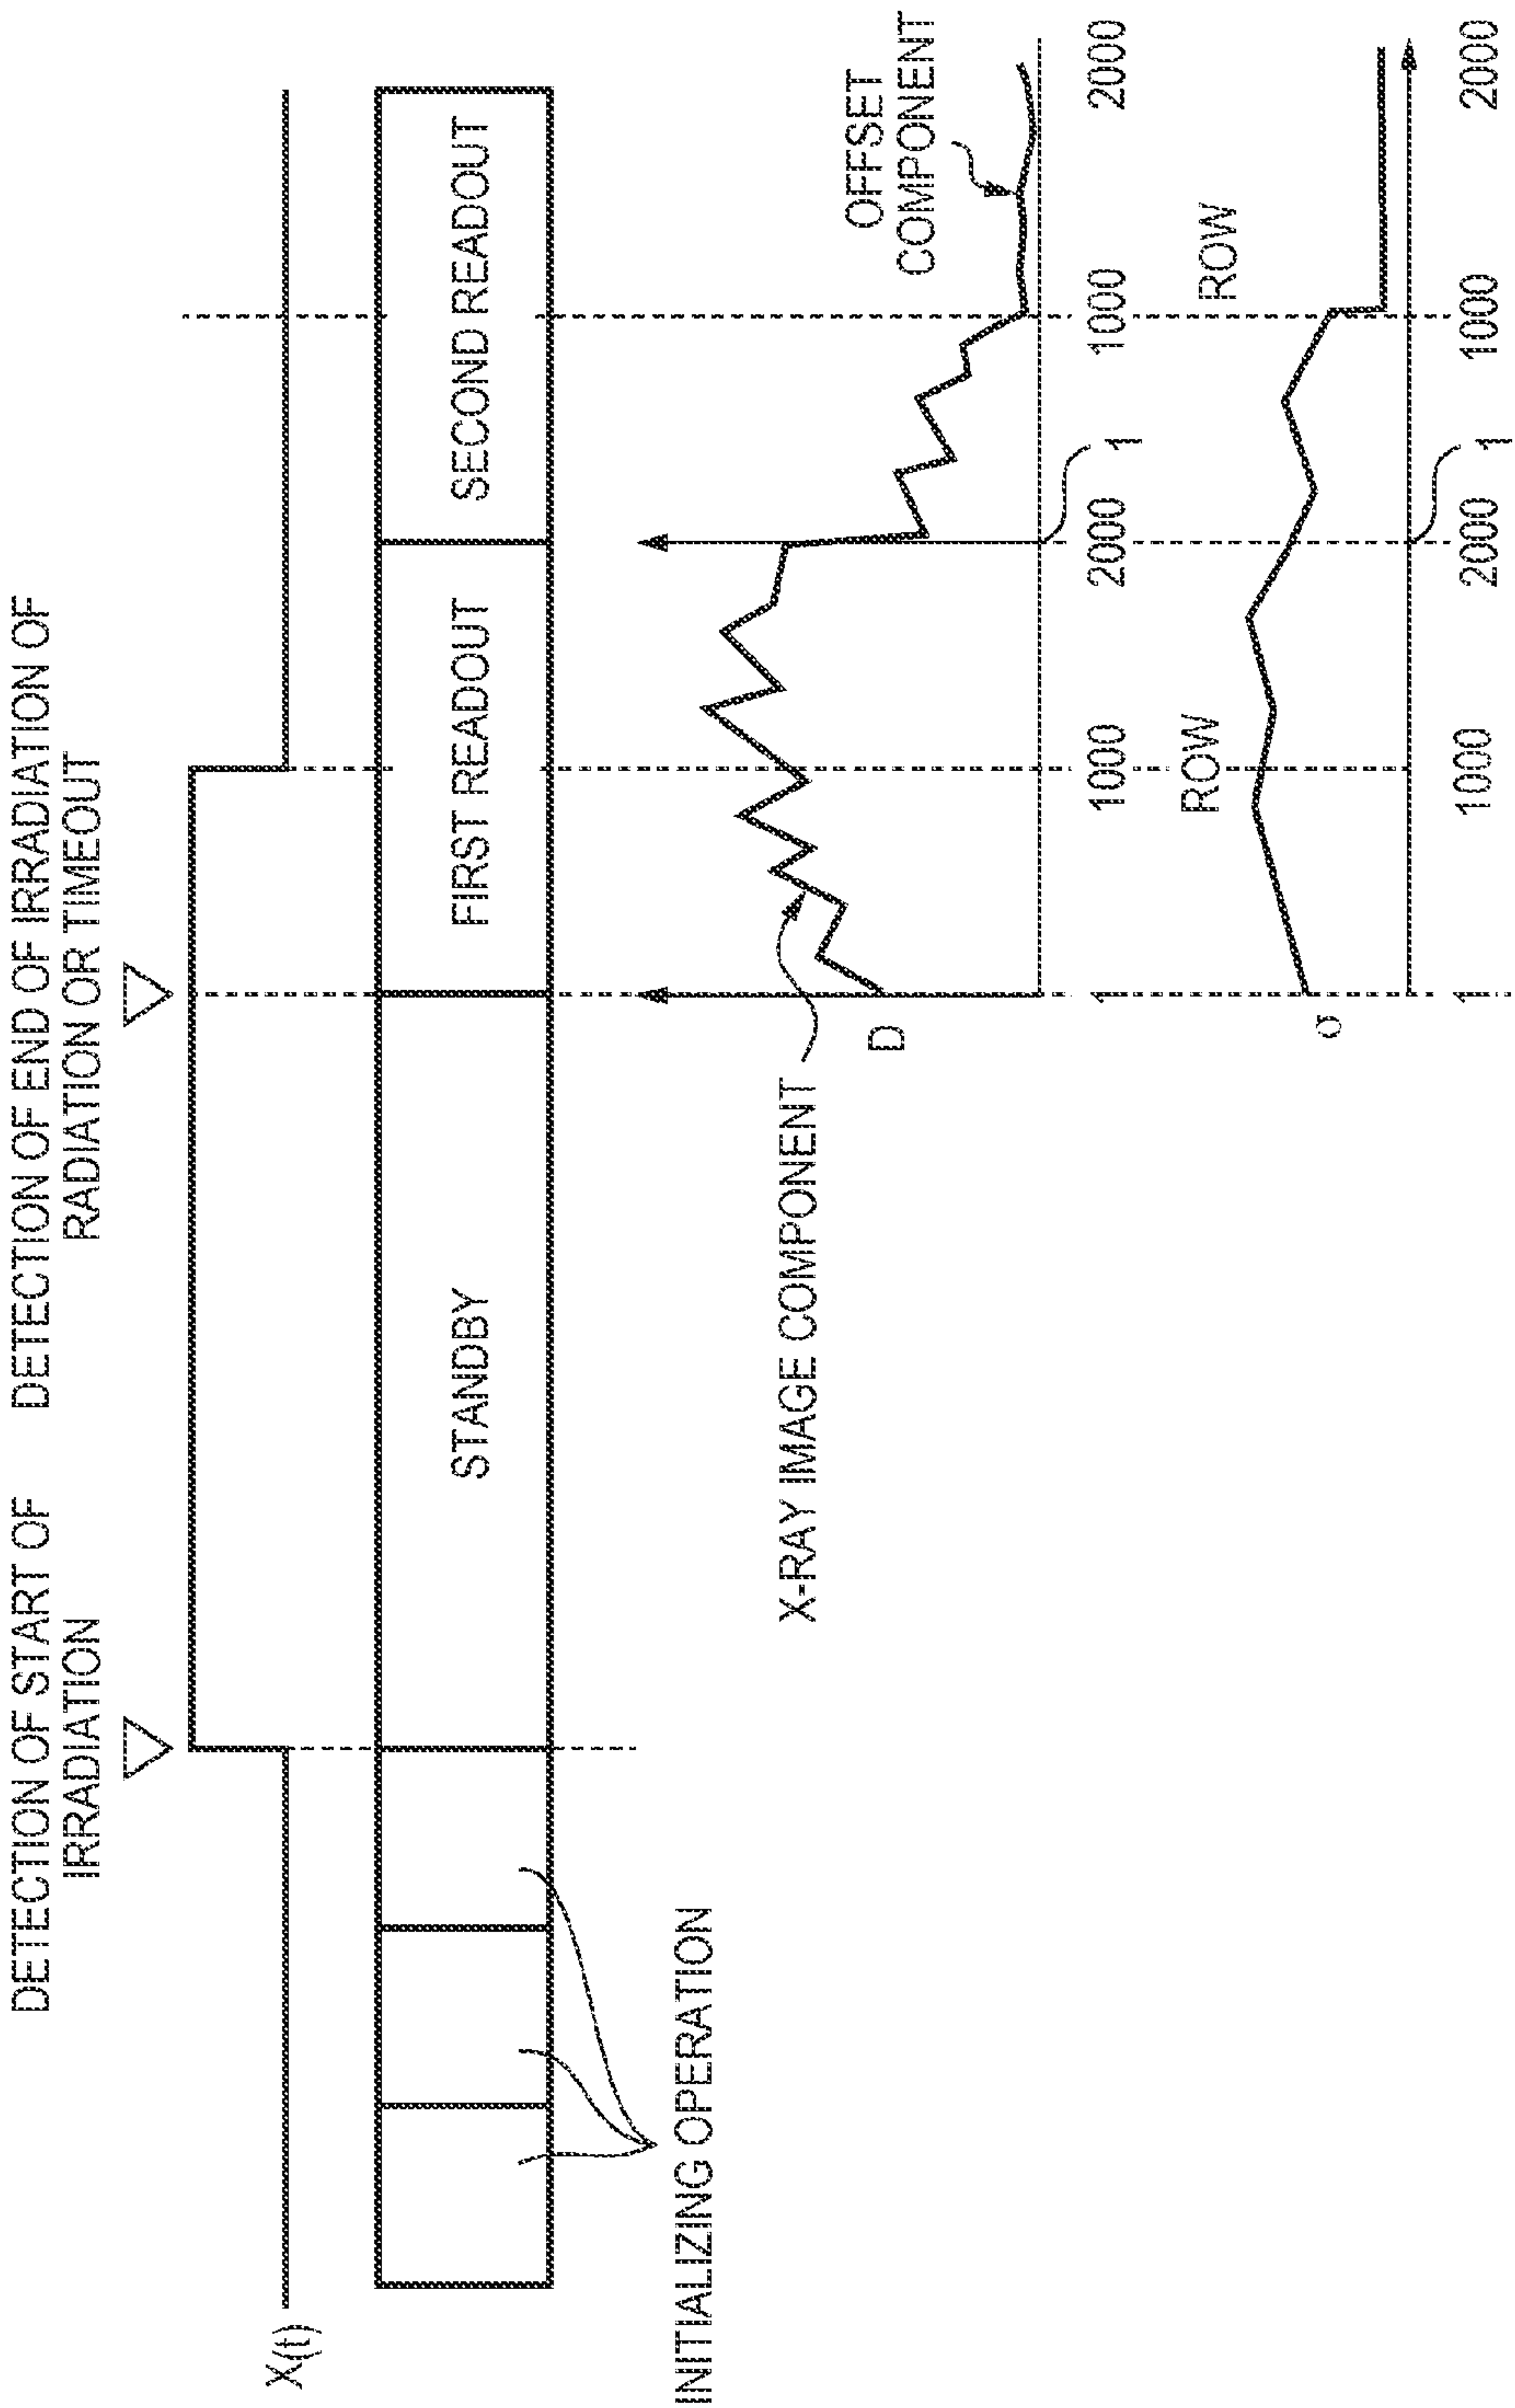 DETECTION OF START OF
IRRADIATION
DETECTION OF END OF IRRADIATION OF
RADIATION OR TIMEOUT
X(t)
STANDBY
FIRST READOUT
SECOND READOUT
INITIALIZING OPERATION
X-RAY IMAGE COMPONENT
D
OFFSET
COMPONENT
1
1000
2000
1
1000
2000
ROW
ROW
σ
1
1000
2000
1
1000
2000